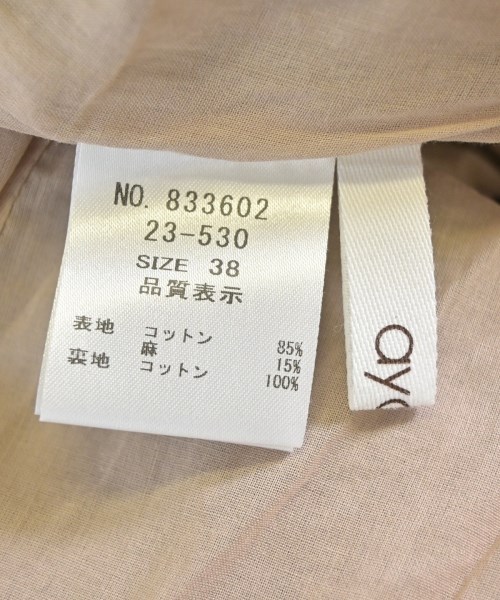 NO. 833602
23-530
SIZE 38
品質表示
表地 コットン 85%
麻 15%
裏地 コットン 100%